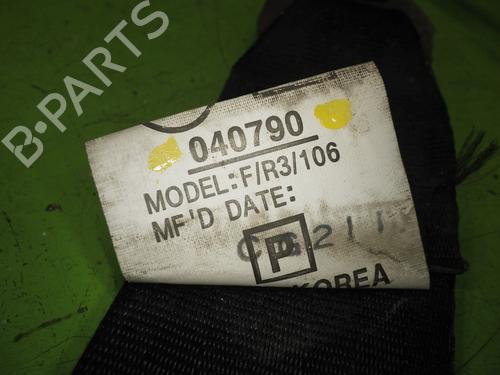 B-PARTS
040790
MODEL:F/R3/106
MF'D DATE:
P
KOREA